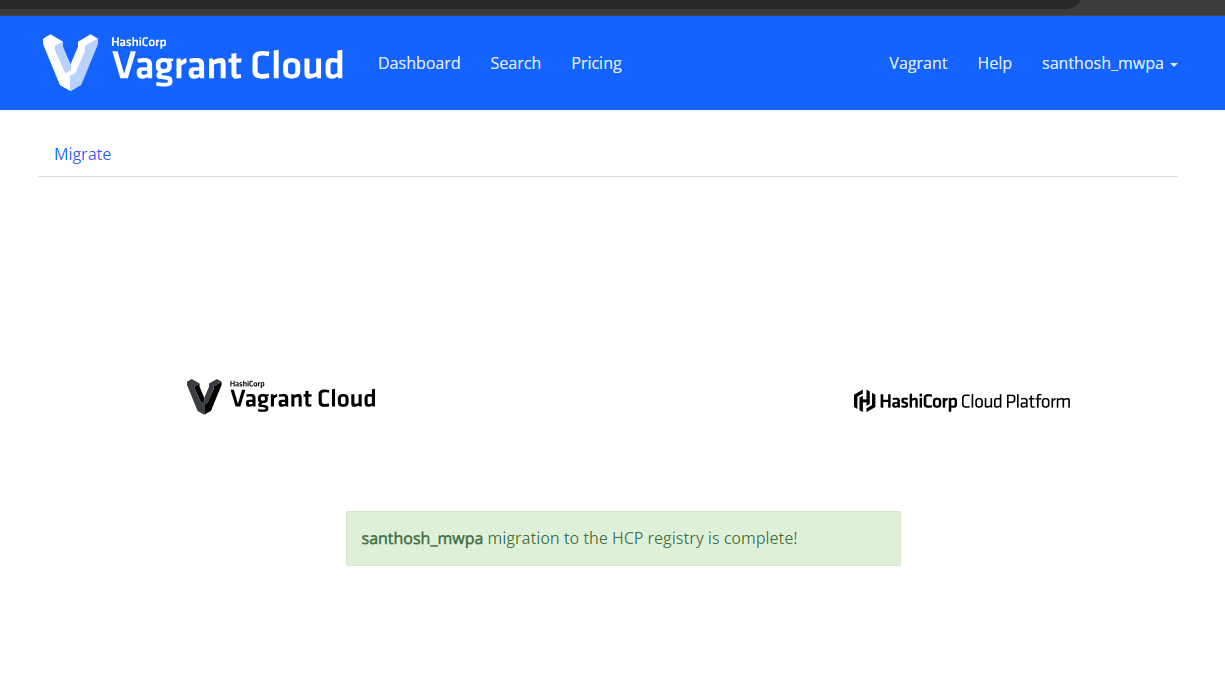 HashiCorp
Vagrant Cloud
Dashboard Search Pricing Vagrant Help santhosh_mwpa
Migrate
HashiCorp
Vagrant Cloud
HashiCorp Cloud Platform
santhosh_mwpa migration to the HCP registry is complete!